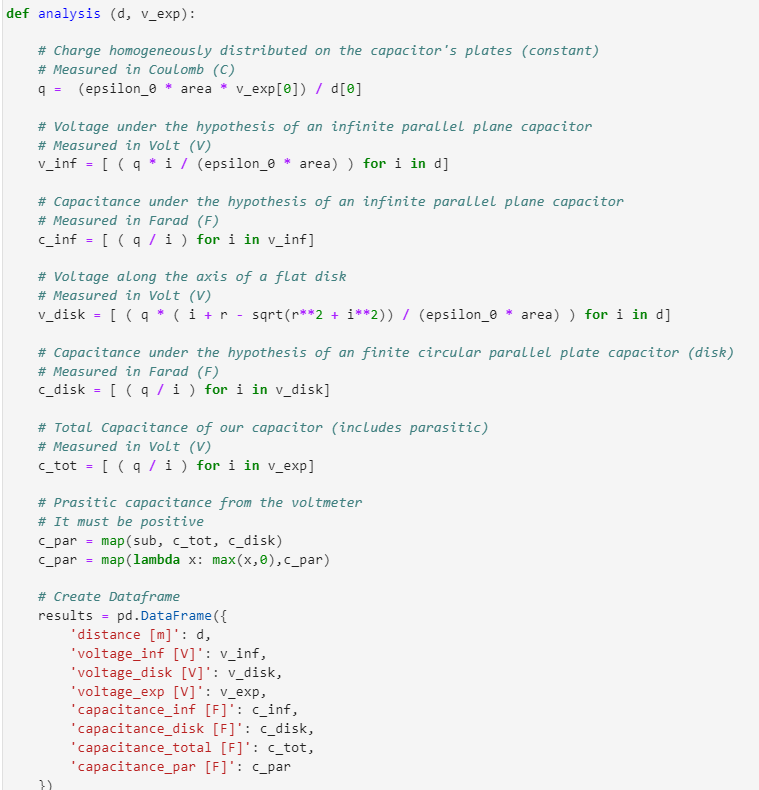 def analysis (d, v_exp):
# Charge homogeneously distributed on the capacitor's plates (constant)
# Measured in Coulomb (C)
q =  (epsilon_0 * area * v_exp[0]) / d[0]
# Voltage under the hypothesis of an infinite parallel plane capacitor
# Measured in Volt (V)
v_inf = [ ( q * i / (epsilon_0 * area) ) for i in d]
# Capacitance under the hypothesis of an infinite parallel plane capacitor
# Measured in Farad (F)
c_inf = [ ( q / i ) for i in v_inf]
# Voltage along the axis of a flat disk
# Measured in Volt (V)
v_disk = [ ( q * ( i + r - sqrt(r**2 + i**2)) / (epsilon_0 * area) ) for i in d]
# Capacitance under the hypothesis of an finite circular parallel plate capacitor (disk)
# Measured in Farad (F)
c_disk = [ ( q / i ) for i in v_disk]
# Total Capacitance of our capacitor (includes parasitic)
# Measured in Volt (V)
c_tot = [ ( q / i ) for i in v_exp]
# Prasitic capacitance from the voltmeter
# It must be positive
c_par = map(sub, c_tot, c_disk)
c_par = map(lambda x: max(x,0),c_par)
# Create Dataframe
results = pd.DataFrame({
'distance [m]': d,
'voltage_inf [V]': v_inf,
'voltage_disk [V]': v_disk,
'voltage_exp [V]': v_exp,
'capacitance_inf [F]': c_inf,
'capacitance_disk [F]': c_disk,
'capacitance_total [F]': c_tot,
'capacitance_par [F]': c_par
})